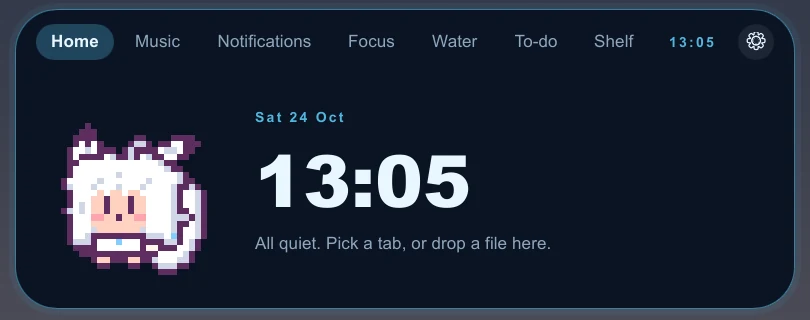 Home Music Notifications Focus Water To-do Shelf 13:05
Sat 24 Oct
13:05
All quiet. Pick a tab, or drop a file here.